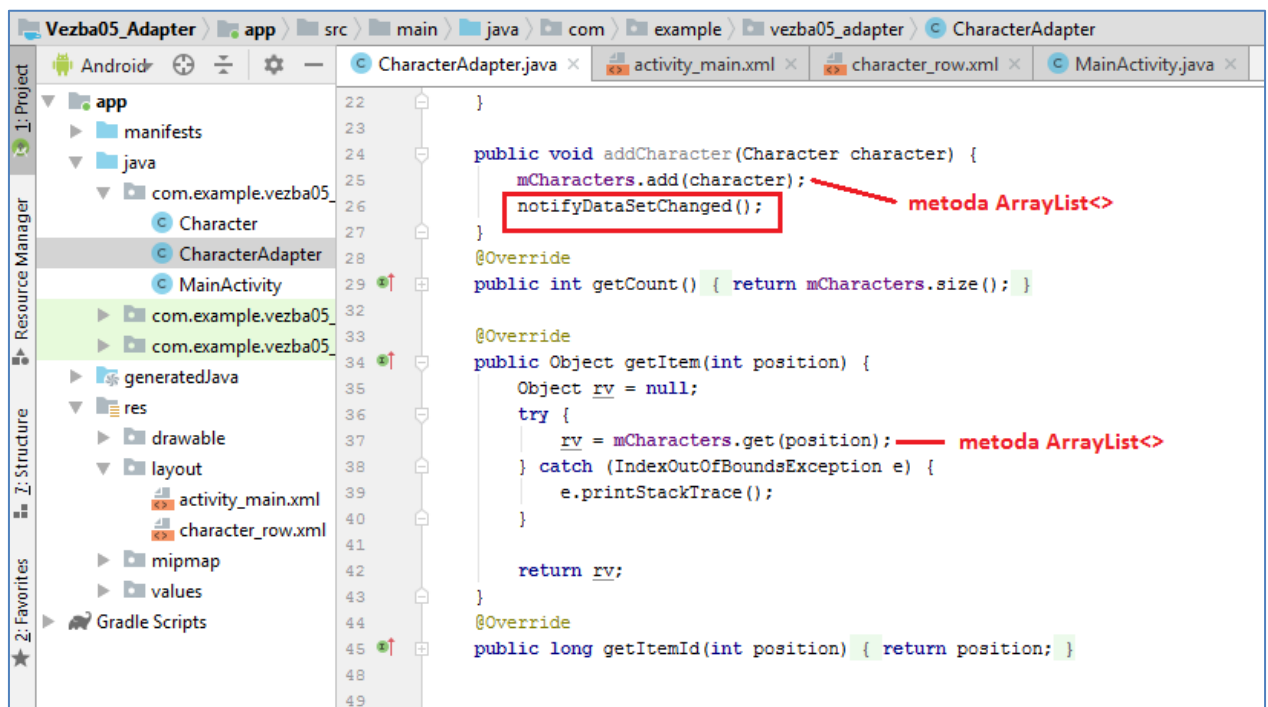 Vezba05_Adapter app src main java com example vezba05_adapter CharacterAdapter
1: Project
Resource Manager
7: Structure
2: Favorites
Android
app
manifests
java
com.example.vezba05_
Character
CharacterAdapter
MainActivity
com.example.vezba05_
com.example.vezba05_
generatedJava
res
drawable
layout
activity_main.xml
character_row.xml
mipmap
values
Gradle Scripts
CharacterAdapter.java activity_main.xml character_row.xml MainActivity.java
22 }
23
24 public void addCharacter(Character character) {
25 mCharacters.add(character); metoda ArrayList<>
26 notifyDataSetChanged();
27 }
28 @Override
29 public int getCount() { return mCharacters.size(); }
32
33 @Override
34 public Object getItem(int position) {
35 Object rv = null;
36 try {
37 rv = mCharacters.get(position); metoda ArrayList<>
38 } catch (IndexOutOfBoundsException e) {
39 e.printStackTrace();
40 }
41
42 return rv;
43 }
44 @Override
45 public long getItemId(int position) { return position; }
48
49